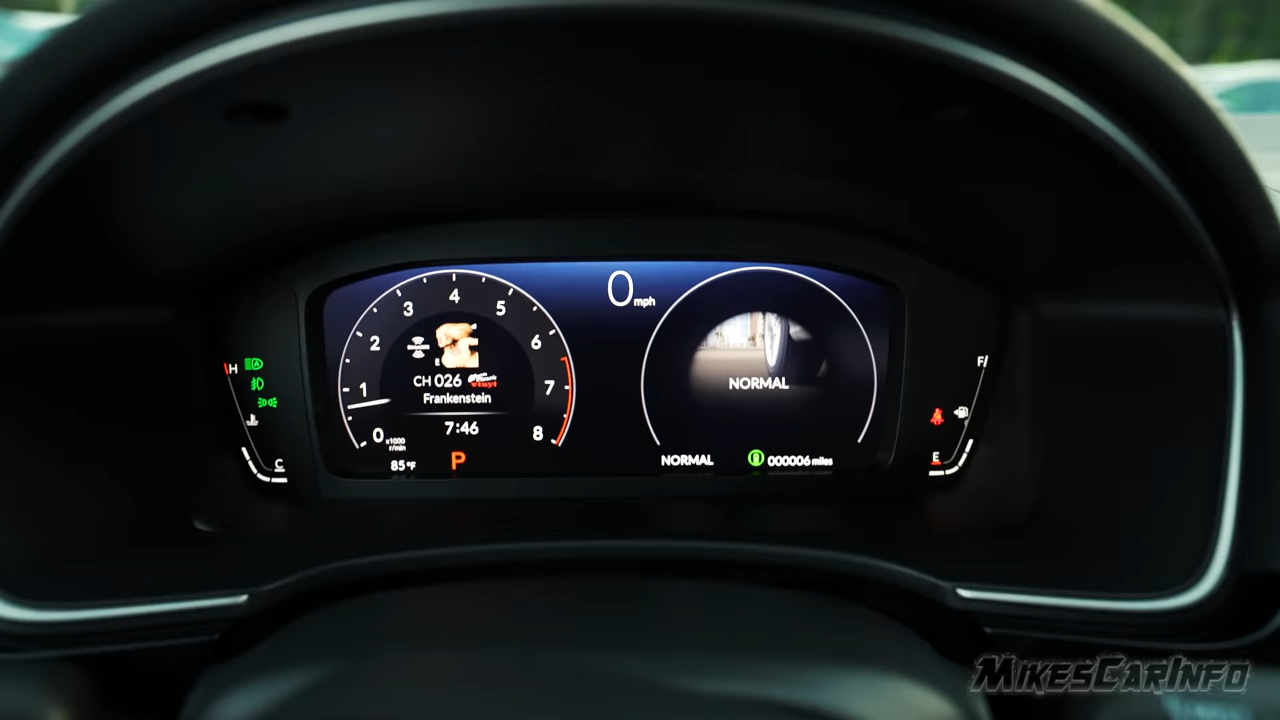 0 mph
4
3 5
2 6
1 7
0 8
x1000
r/min
CH 026
Frankenstein
7:46
85°F
P
NORMAL
NORMAL
000006 miles
H
C
F
E
MIKESCARINFO